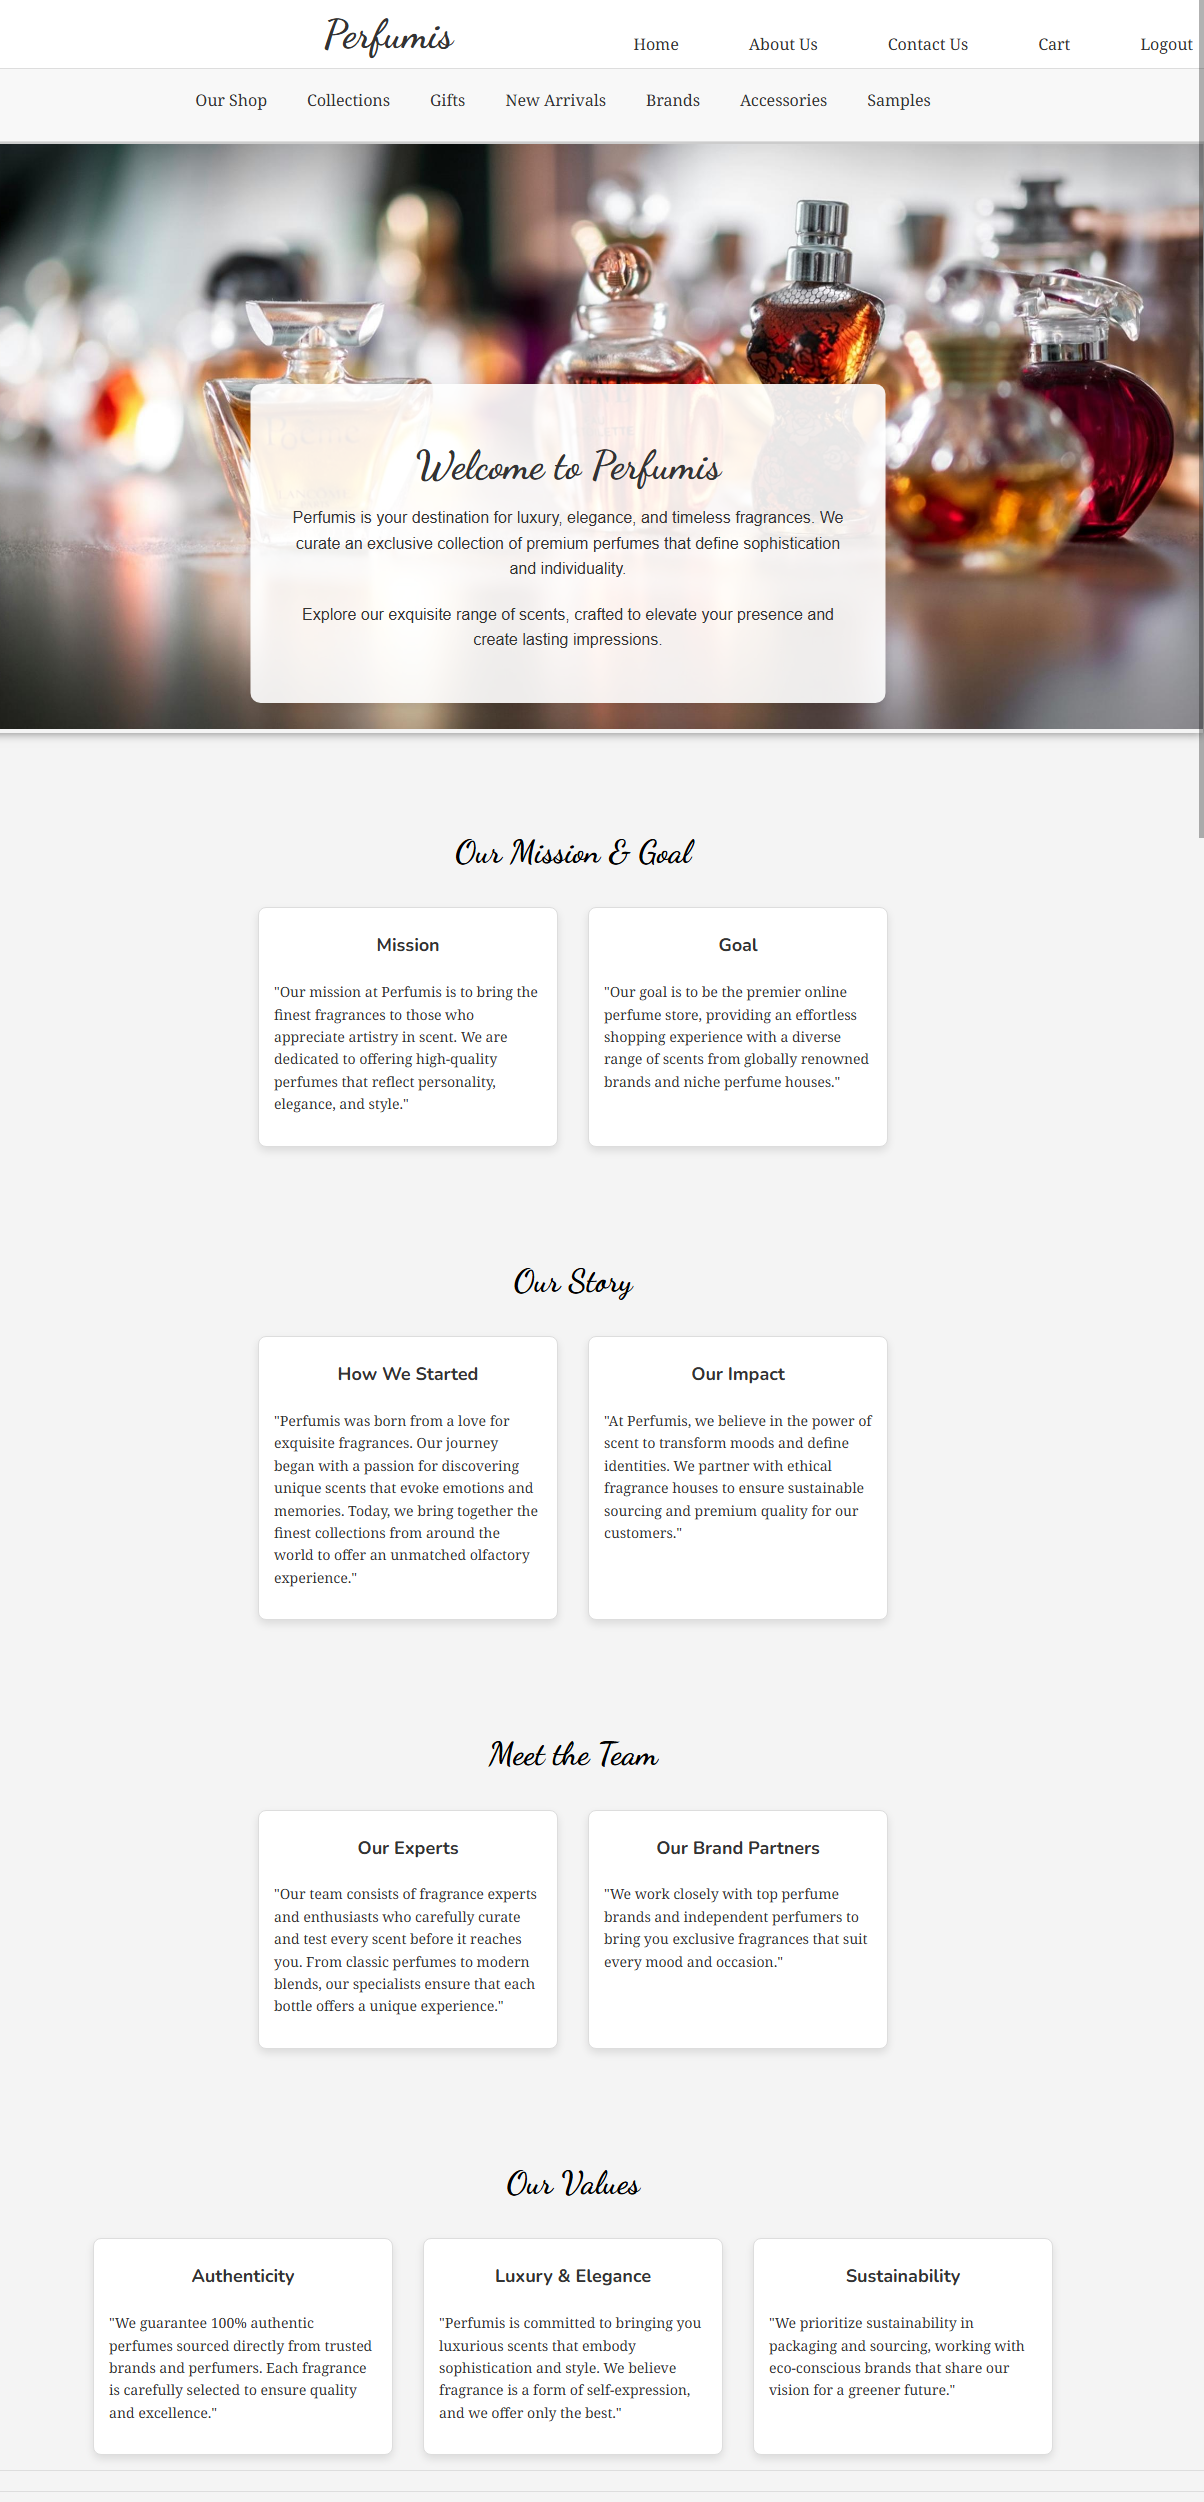 Perfumis
Home About Us Contact Us Cart Logout
Our Shop Collections Gifts New Arrivals Brands Accessories Samples
Welcome to Perfumis
Perfumis is your destination for luxury, elegance, and timeless fragrances. We
curate an exclusive collection of premium perfumes that define sophistication
and individuality.
Explore our exquisite range of scents, crafted to elevate your presence and
create lasting impressions.
Our Mission & Goal
Mission
"Our mission at Perfumis is to bring the
finest fragrances to those who
appreciate artistry in scent. We are
dedicated to offering high-quality
perfumes that reflect personality,
elegance, and style."
Goal
"Our goal is to be the premier online
perfume store, providing an effortless
shopping experience with a diverse
range of scents from globally renowned
brands and niche perfume houses."
Our Story
How We Started
"Perfumis was born from a love for
exquisite fragrances. Our journey
began with a passion for discovering
unique scents that evoke emotions and
memories. Today, we bring together the
finest collections from around the
world to offer an unmatched olfactory
experience."
Our Impact
"At Perfumis, we believe in the power of
scent to transform moods and define
identities. We partner with ethical
fragrance houses to ensure sustainable
sourcing and premium quality for our
customers."
Meet the Team
Our Experts
"Our team consists of fragrance experts
and enthusiasts who carefully curate
and test every scent before it reaches
you. From classic perfumes to modern
blends, our specialists ensure that each
bottle offers a unique experience."
Our Brand Partners
"We work closely with top perfume
brands and independent perfumers to
bring you exclusive fragrances that suit
every mood and occasion."
Our Values
Authenticity
"We guarantee 100% authentic
perfumes sourced directly from trusted
brands and perfumers. Each fragrance
is carefully selected to ensure quality
and excellence."
Luxury & Elegance
"Perfumis is committed to bringing you
luxurious scents that embody
sophistication and style. We believe
fragrance is a form of self-expression,
and we offer only the best."
Sustainability
"We prioritize sustainability in
packaging and sourcing, working with
eco-conscious brands that share our
vision for a greener future."